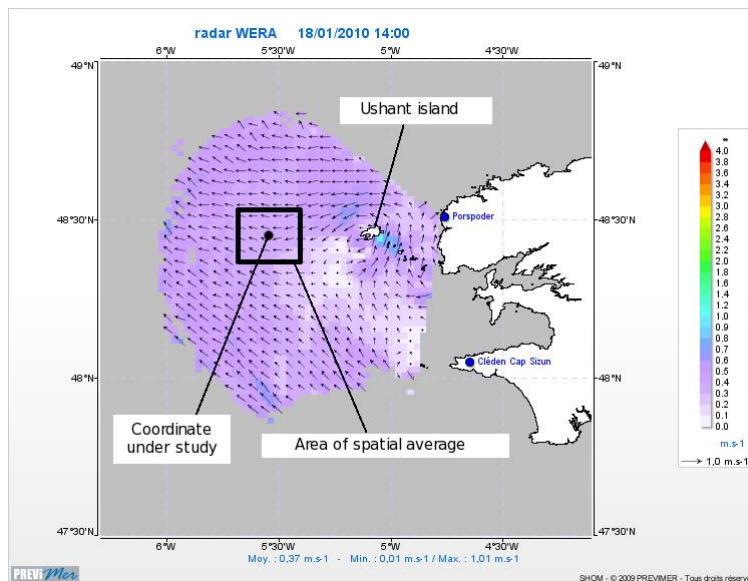 radar WERA 18/01/2010 14:00
6°W 5°30'W 5°W 4°30'W
49°N 49°N
Ushant island
4.0
3.8
3.6
3.4
3.2
3.0
2.8
2.6
2.4
2.2
2.0
1.8
1.6
1.4
1.2
1.0
0.9
0.8
0.7
0.6
0.5
0.4
0.3
0.2
0.1
0.0
m.s-1
1,0 m.s-1
48°30'N 48°30'N
Porspoder
48°N 48°N
Cléden Cap Sizun
Coordinate
under study
Area of spatial average
47°30'N 47°30'N
6°W 5°30'W 5°W 4°30'W
Moy. : 0,37 m.s-1 - Min. : 0,01 m.s-1 / Max. : 1,01 m.s-1
PREVIMer
SHOM - © 2009 PREVIMER - Tous droits réserv